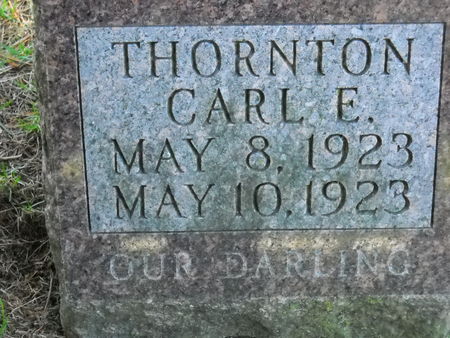 THORNTON
CARL E.
MAY 8, 1923
MAY 10, 1923
OUR DARLING